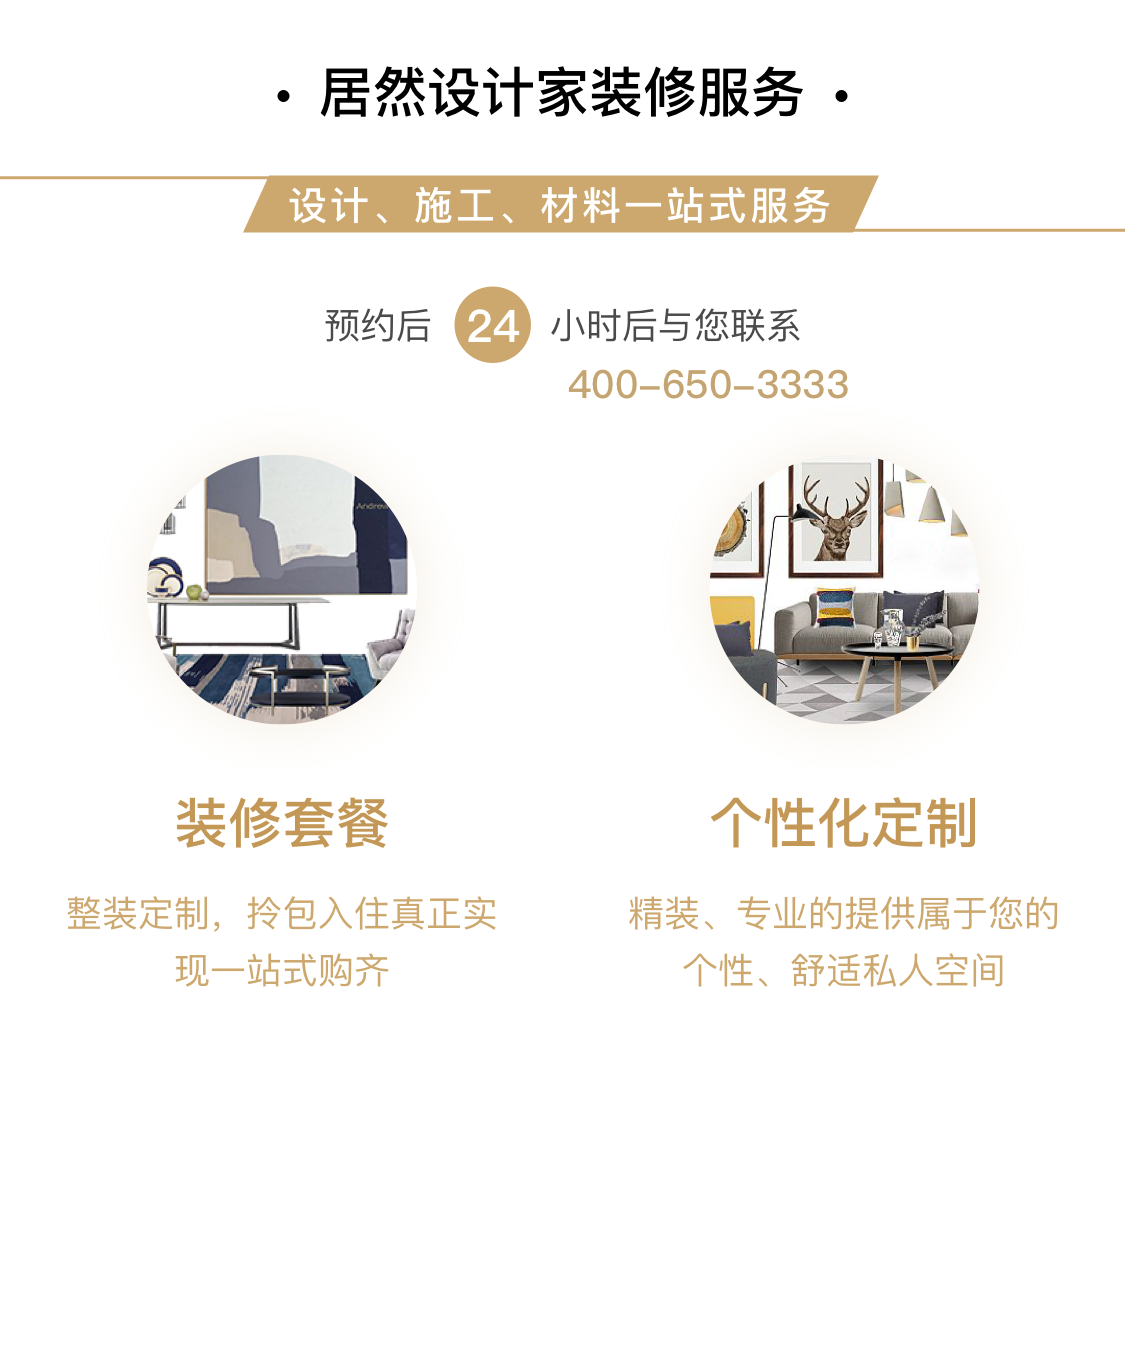 · 居然设计家装修服务 ·
设计、施工、材料一站式服务
预约后 24 小时后与您联系
400-650-3333
Andrew
装修套餐
个性化定制
整装定制，拎包入住真正实
现一站式购齐
精装、专业的提供属于您的
个性、舒适私人空间